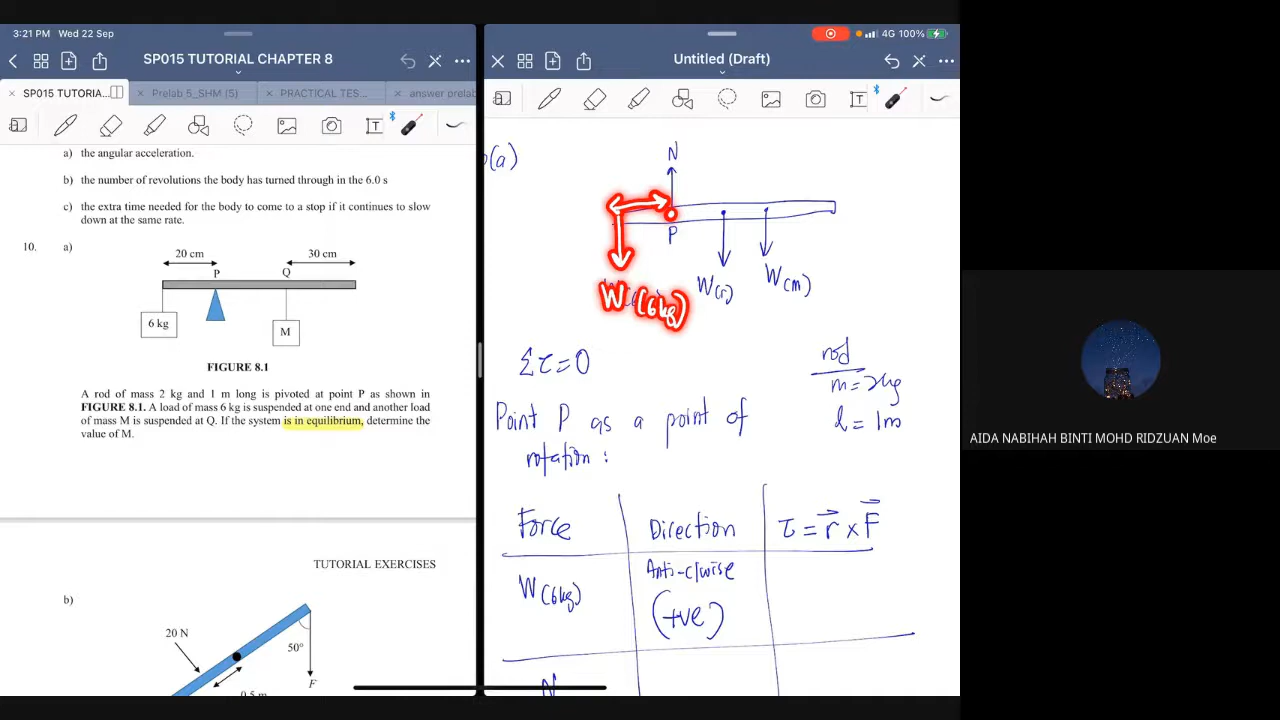 3:21 PM Wed 22 Sep
4G 100%
SP015 TUTORIAL CHAPTER 8
Untitled (Draft)
SP015 TUTORIA...
Prelab 5_SHM (5)
PRACTICAL TES...
answer prelab
a) the angular acceleration.
b) the number of revolutions the body has turned through in the 6.0 s
c) the extra time needed for the body to come to a stop if it continues to slow
down at the same rate.
10. a)
20 cm
30 cm
P
Q
6 kg
M
FIGURE 8.1
A rod of mass 2 kg and 1 m long is pivoted at point P as shown in
FIGURE 8.1. A load of mass 6 kg is suspended at one end and another load
of mass M is suspended at Q. If the system is in equilibrium, determine the
value of M.
TUTORIAL EXERCISES
b)
20 N
50°
F
0.5 m
(a)
N
P
W(6kg)
W(r)
W(m)
Στ = 0
rod
m = 2kg
l = 1m
Point P as a point of
rotation :
Force
Direction
τ = r⃗ x F⃗
W(6kg)
Anti-c/wise
(+ve)
N
AIDA NABIHAH BINTI MOHD RIDZUAN Moe